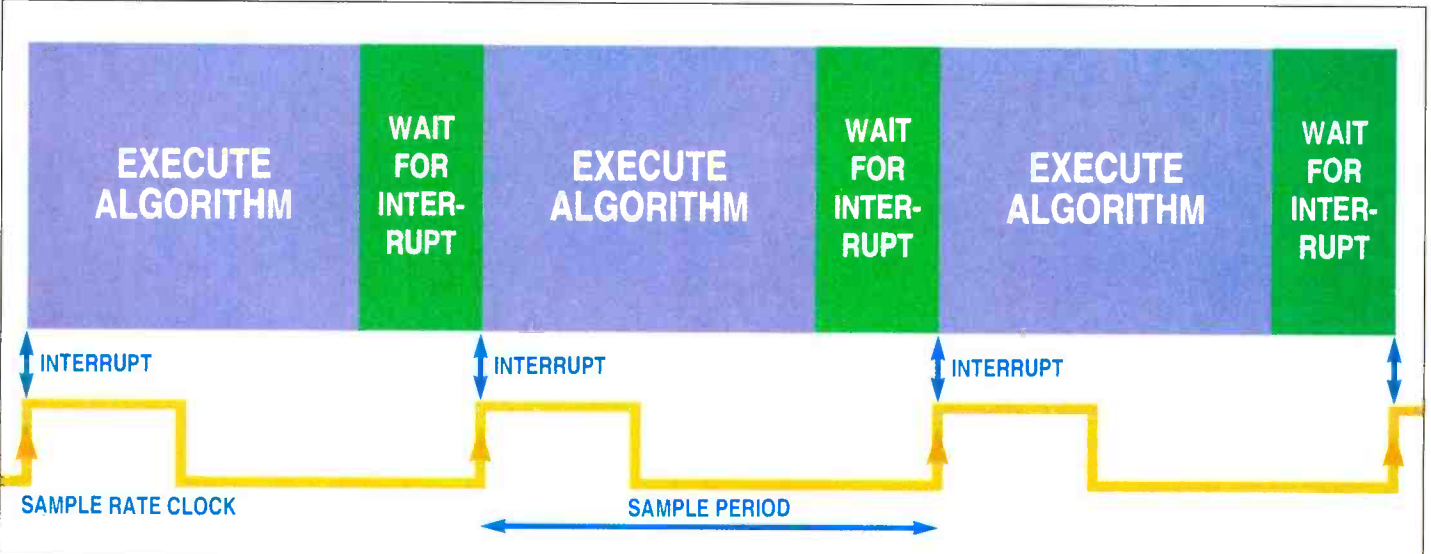 EXECUTE
ALGORITHM
WAIT
FOR
INTER-
RUPT
EXECUTE
ALGORITHM
WAIT
FOR
INTER-
RUPT
EXECUTE
ALGORITHM
WAIT
FOR
INTER-
RUPT
INTERRUPT
INTERRUPT
INTERRUPT
SAMPLE RATE CLOCK
SAMPLE PERIOD